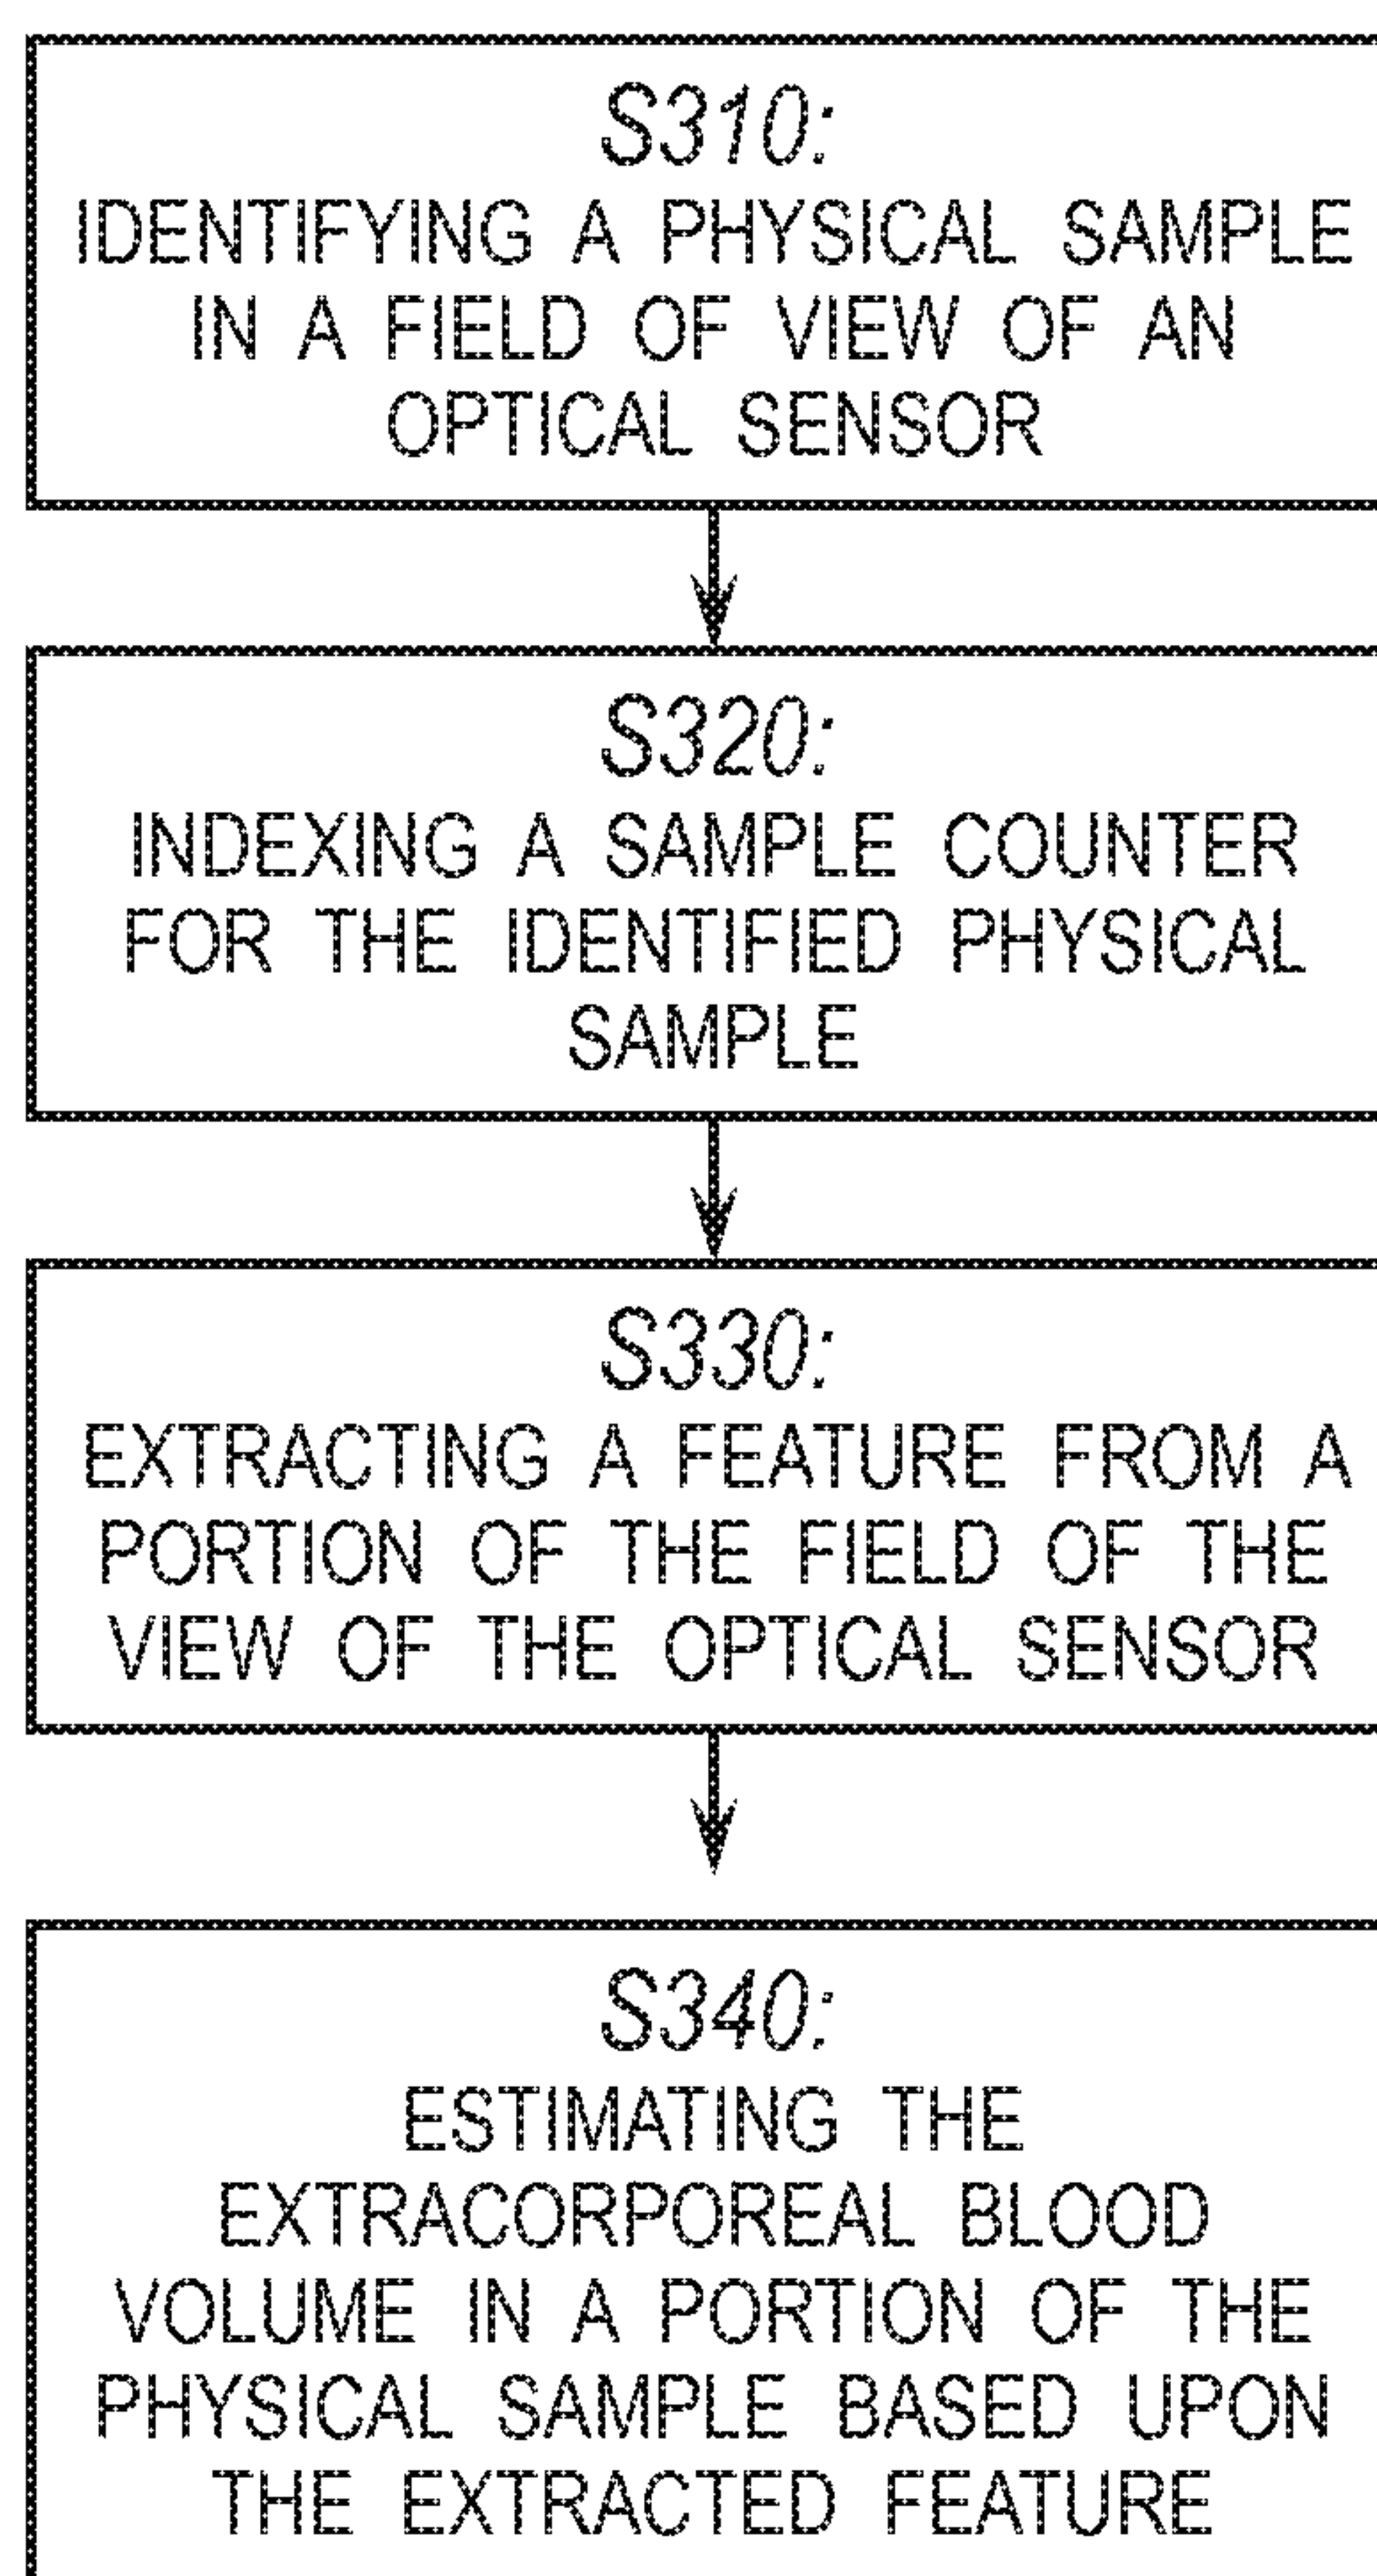 S310:
IDENTIFYING A PHYSICAL SAMPLE
IN A FIELD OF VIEW OF AN
OPTICAL SENSOR
S320:
INDEXING A SAMPLE COUNTER
FOR THE IDENTIFIED PHYSICAL
SAMPLE
S330:
EXTRACTING A FEATURE FROM A
PORTION OF THE FIELD OF THE
VIEW OF THE OPTICAL SENSOR
S340:
ESTIMATING THE
EXTRACORPOREAL BLOOD
VOLUME IN A PORTION OF THE
PHYSICAL SAMPLE BASED UPON
THE EXTRACTED FEATURE